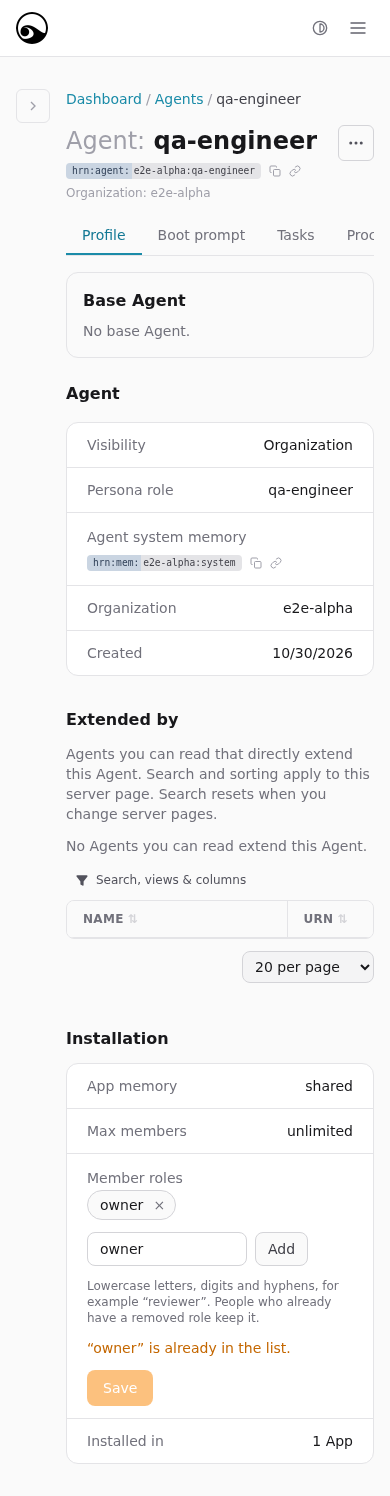 Dashboard / Agents / qa-engineer
Agent: qa-engineer
hrn:agent: e2e-alpha:qa-engineer
Organization: e2e-alpha
Profile Boot prompt Tasks Proc
Base Agent
No base Agent.
Agent
Visibility Organization
Persona role qa-engineer
Agent system memory
hrn:mem: e2e-alpha:system
Organization e2e-alpha
Created 10/30/2026
Extended by
Agents you can read that directly extend
this Agent. Search and sorting apply to this
server page. Search resets when you
change server pages.
No Agents you can read extend this Agent.
Search, views & columns
NAME ⇅ URN ⇅
20 per page
Installation
App memory shared
Max members unlimited
Member roles
owner ×
owner Add
Lowercase letters, digits and hyphens, for
example “reviewer”. People who already
have a removed role keep it.
“owner” is already in the list.
Save
Installed in 1 App